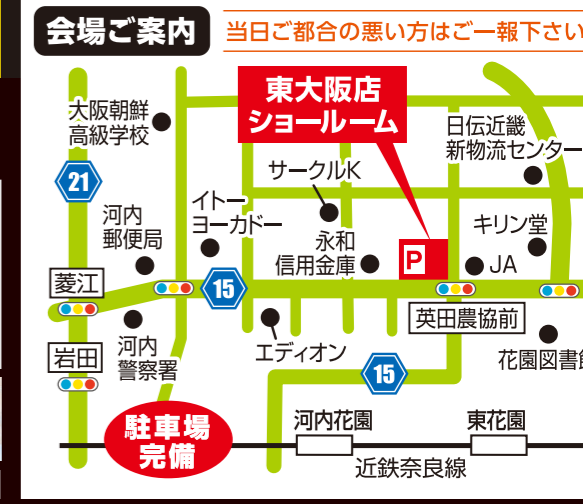 会場ご案内
当日ご都合の悪い方はご一報下さい
東大阪店
ショールーム
大阪朝鮮
高級学校
日伝近畿
新物流センター
サークルK
21
イトー
ヨーカドー
河内
郵便局
キリン堂
永和
信用金庫
P
JA
菱江
15
英田農協前
岩田
河内
警察署
エディオン
花園図書館
15
駐車場
完備
河内花園
東花園
近鉄奈良線